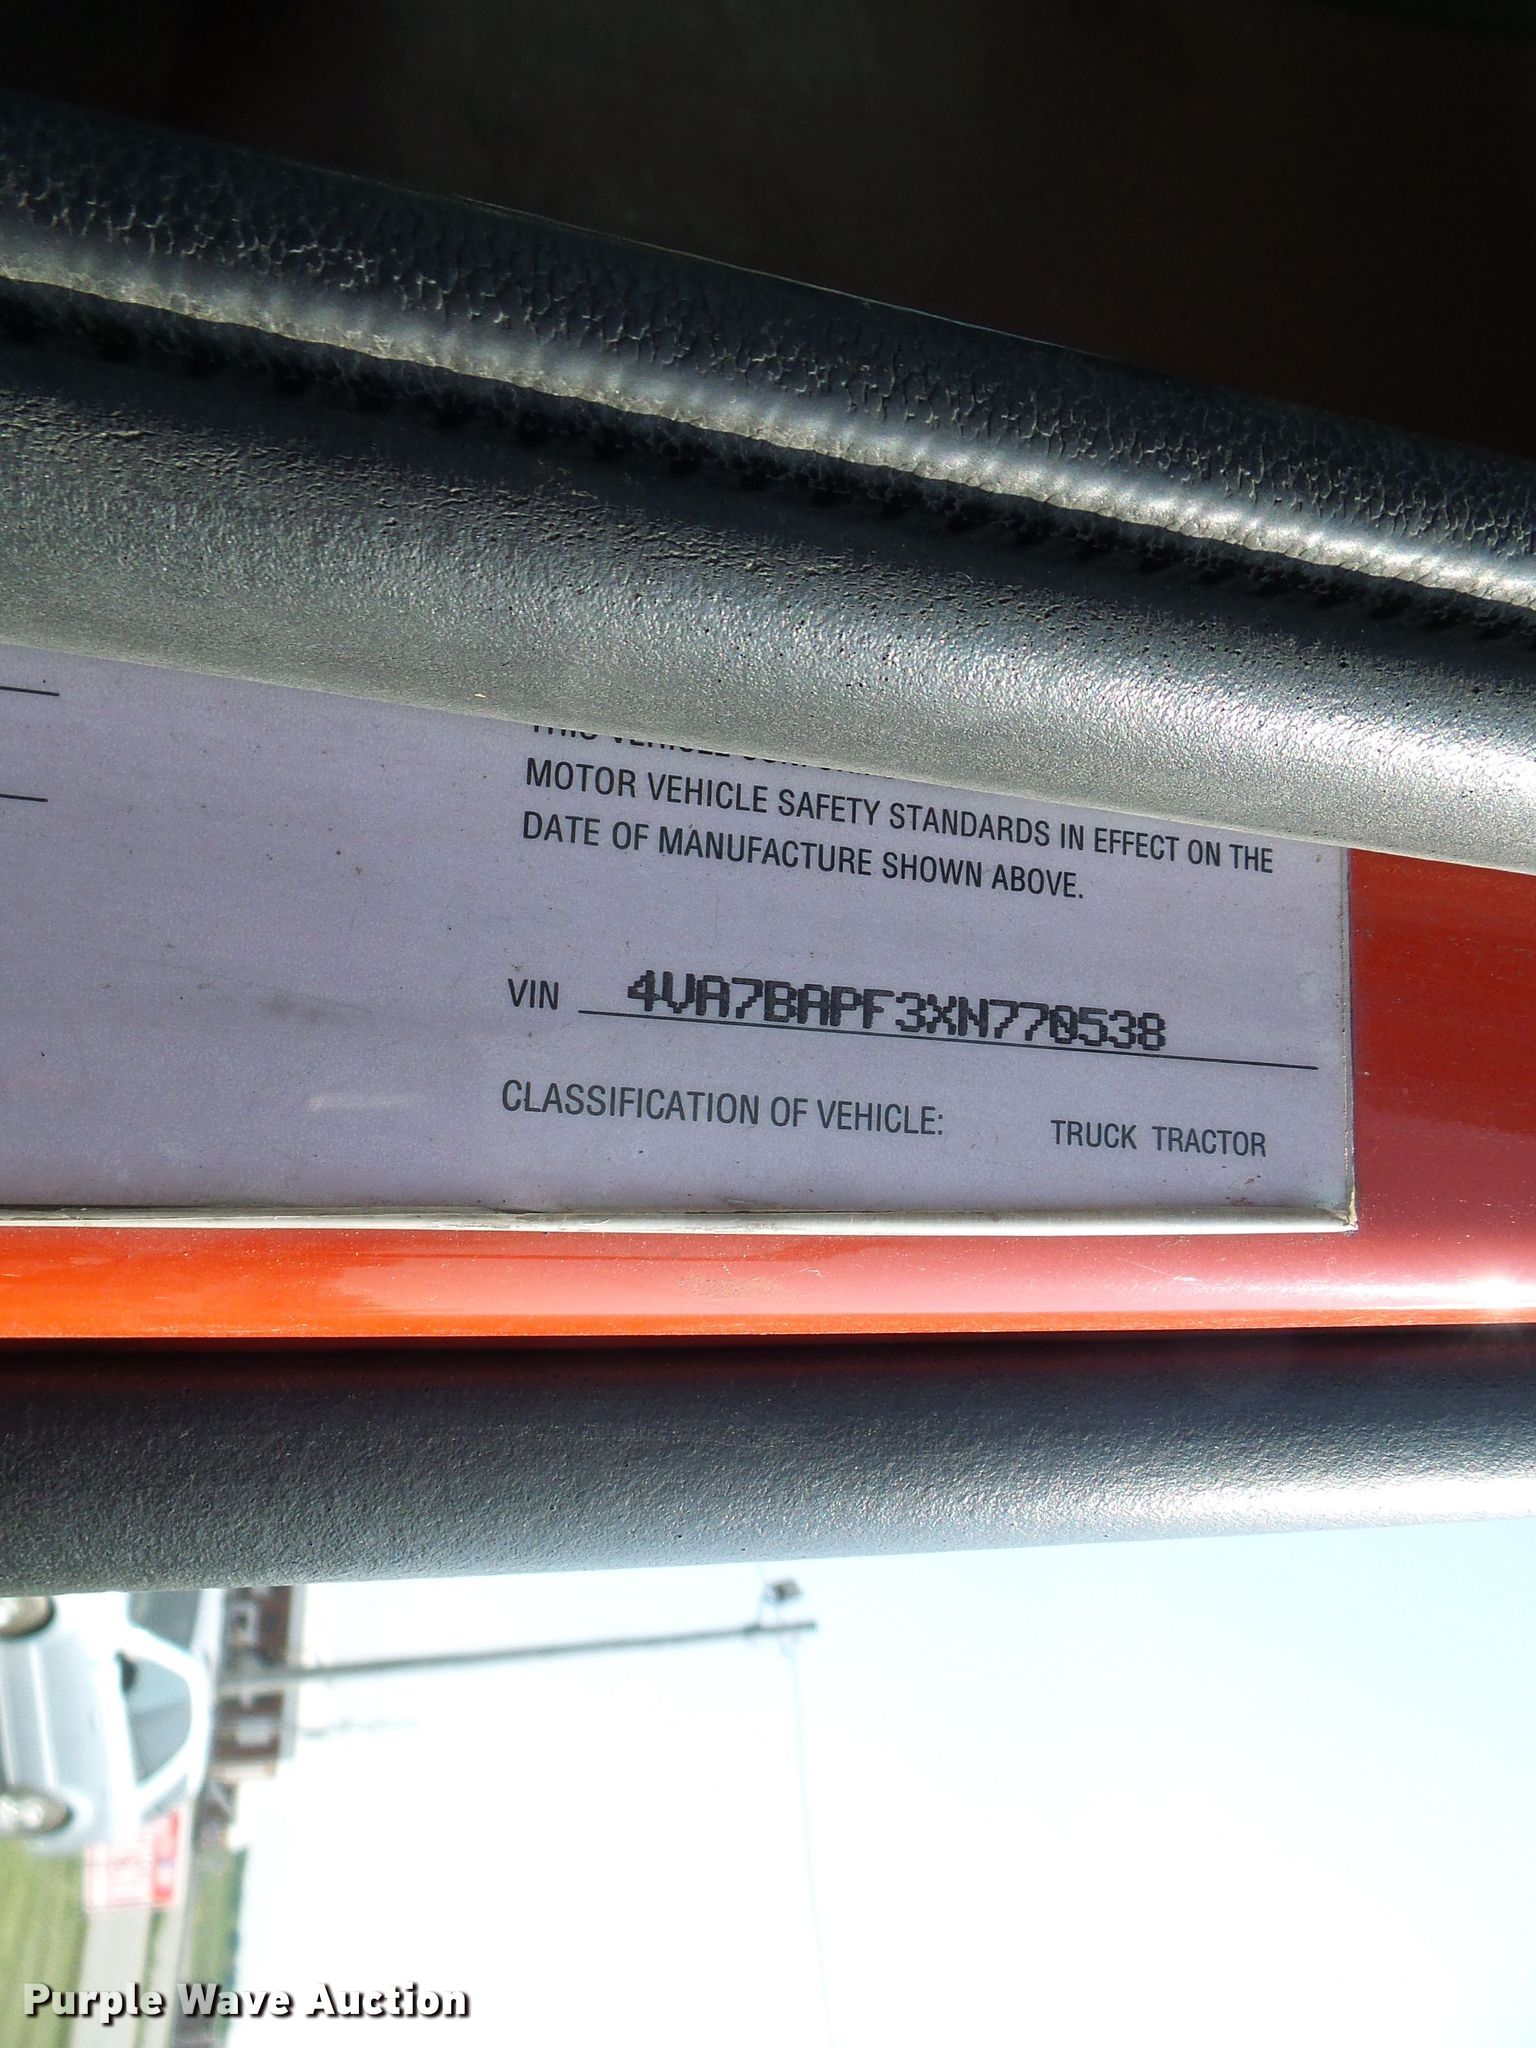 MOTOR VEHICLE SAFETY STANDARDS IN EFFECT ON THE
DATE OF MANUFACTURE SHOWN ABOVE.
VIN 4VA7BAPF3XN770538
CLASSIFICATION OF VEHICLE: TRUCK TRACTOR
Purple Wave Auction